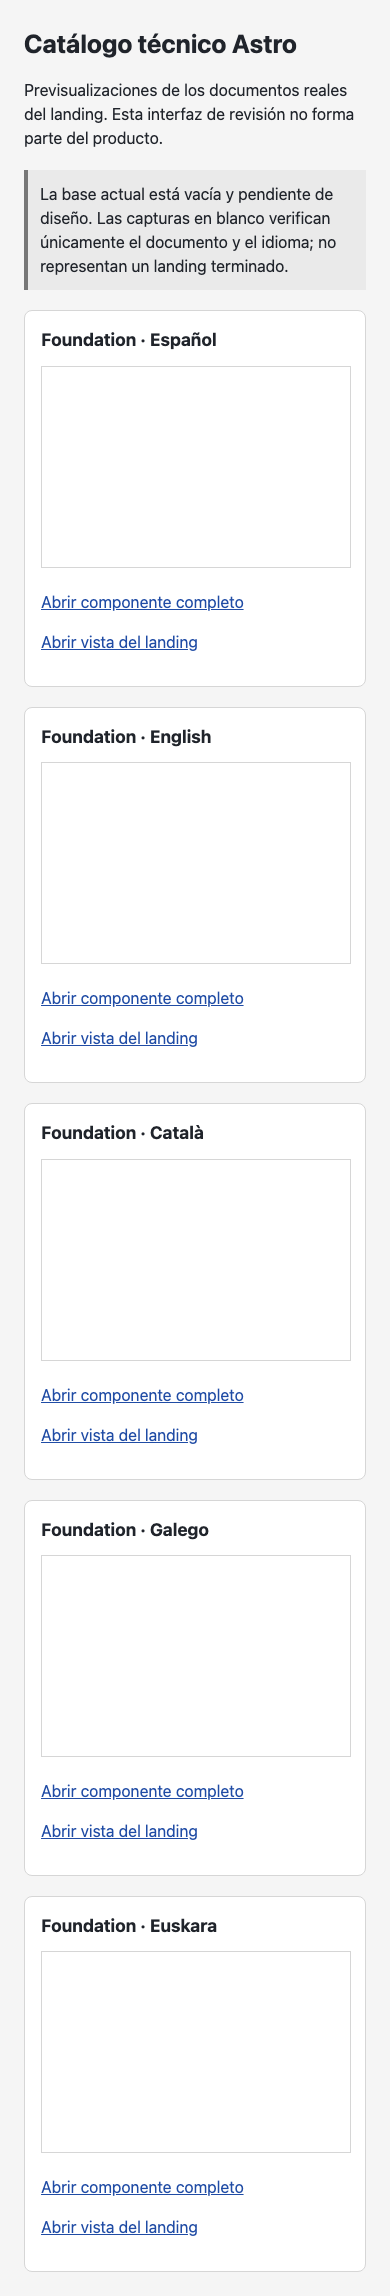 Catálogo técnico Astro
Previsualizaciones de los documentos reales
del landing. Esta interfaz de revisión no forma
parte del producto.
La base actual está vacía y pendiente de
diseño. Las capturas en blanco verifican
únicamente el documento y el idioma; no
representan un landing terminado.
Foundation · Español
Abrir componente completo
Abrir vista del landing
Foundation · English
Abrir componente completo
Abrir vista del landing
Foundation · Català
Abrir componente completo
Abrir vista del landing
Foundation · Galego
Abrir componente completo
Abrir vista del landing
Foundation · Euskara
Abrir componente completo
Abrir vista del landing